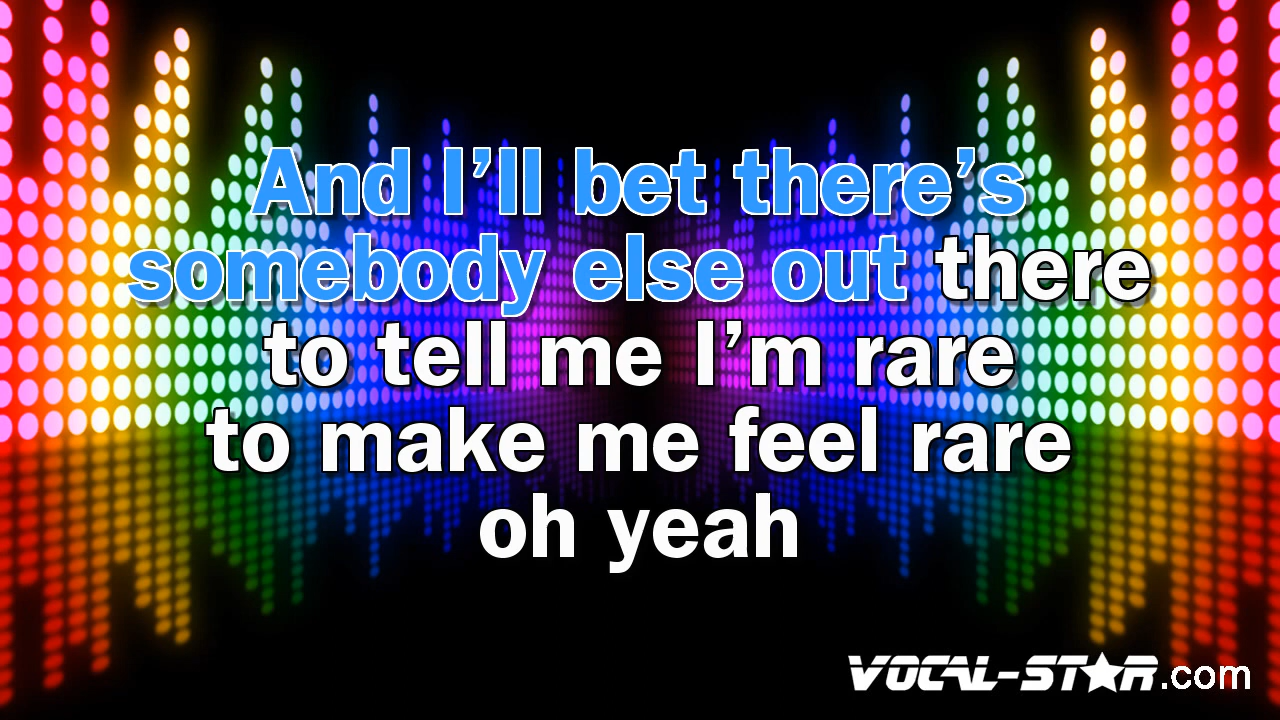 And I’ll bet there’s
somebody else out there
to tell me I’m rare
to make me feel rare
oh yeah
VOCAL-STAR.com